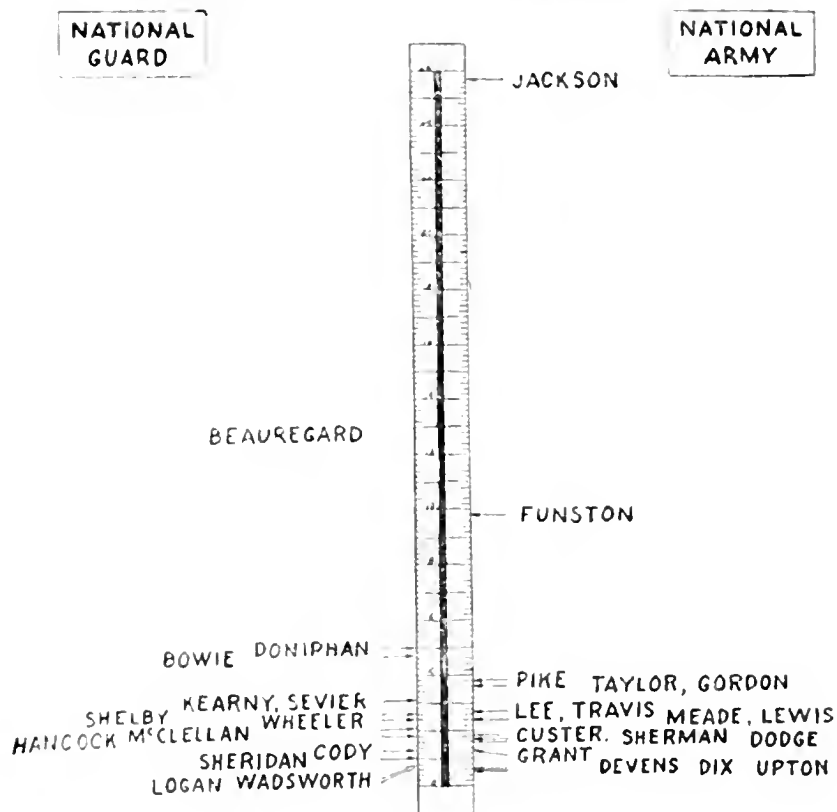 NATIONAL
GUARD
NATIONAL
ARMY
JACKSON
BEAUREGARD
FUNSTON
BOWIE DONIPHAN
PIKE TAYLOR, GORDON
KEARNY, SEVIER
SHELBY WHEELER
LEE, TRAVIS MEADE, LEWIS
HANCOCK McCLELLAN
CUSTER. SHERMAN DODGE
SHERIDAN CODY
GRANT DEVENS DIX UPTON
LOGAN WADSWORTH